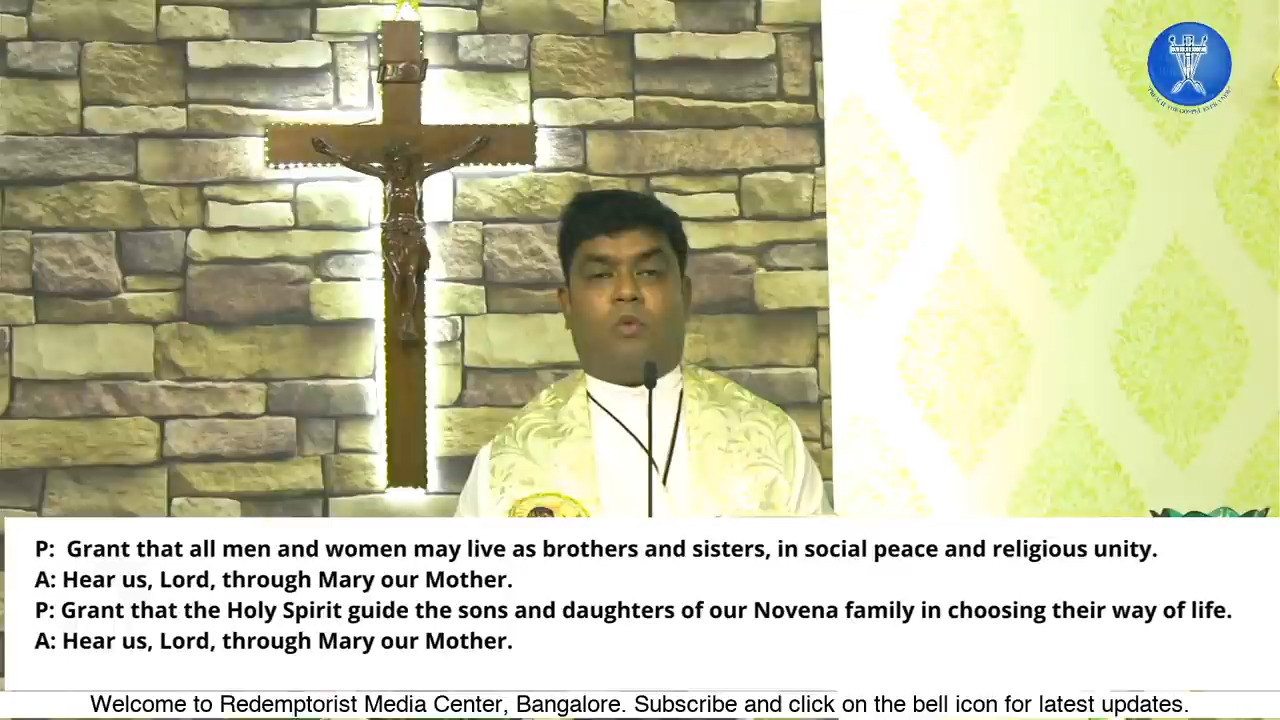 P:  Grant that all men and women may live as brothers and sisters, in social peace and religious unity.
A: Hear us, Lord, through Mary our Mother.
P: Grant that the Holy Spirit guide the sons and daughters of our Novena family in choosing their way of life.
A: Hear us, Lord, through Mary our Mother.
Welcome to Redemptorist Media Center, Bangalore. Subscribe and click on the bell icon for latest updates.